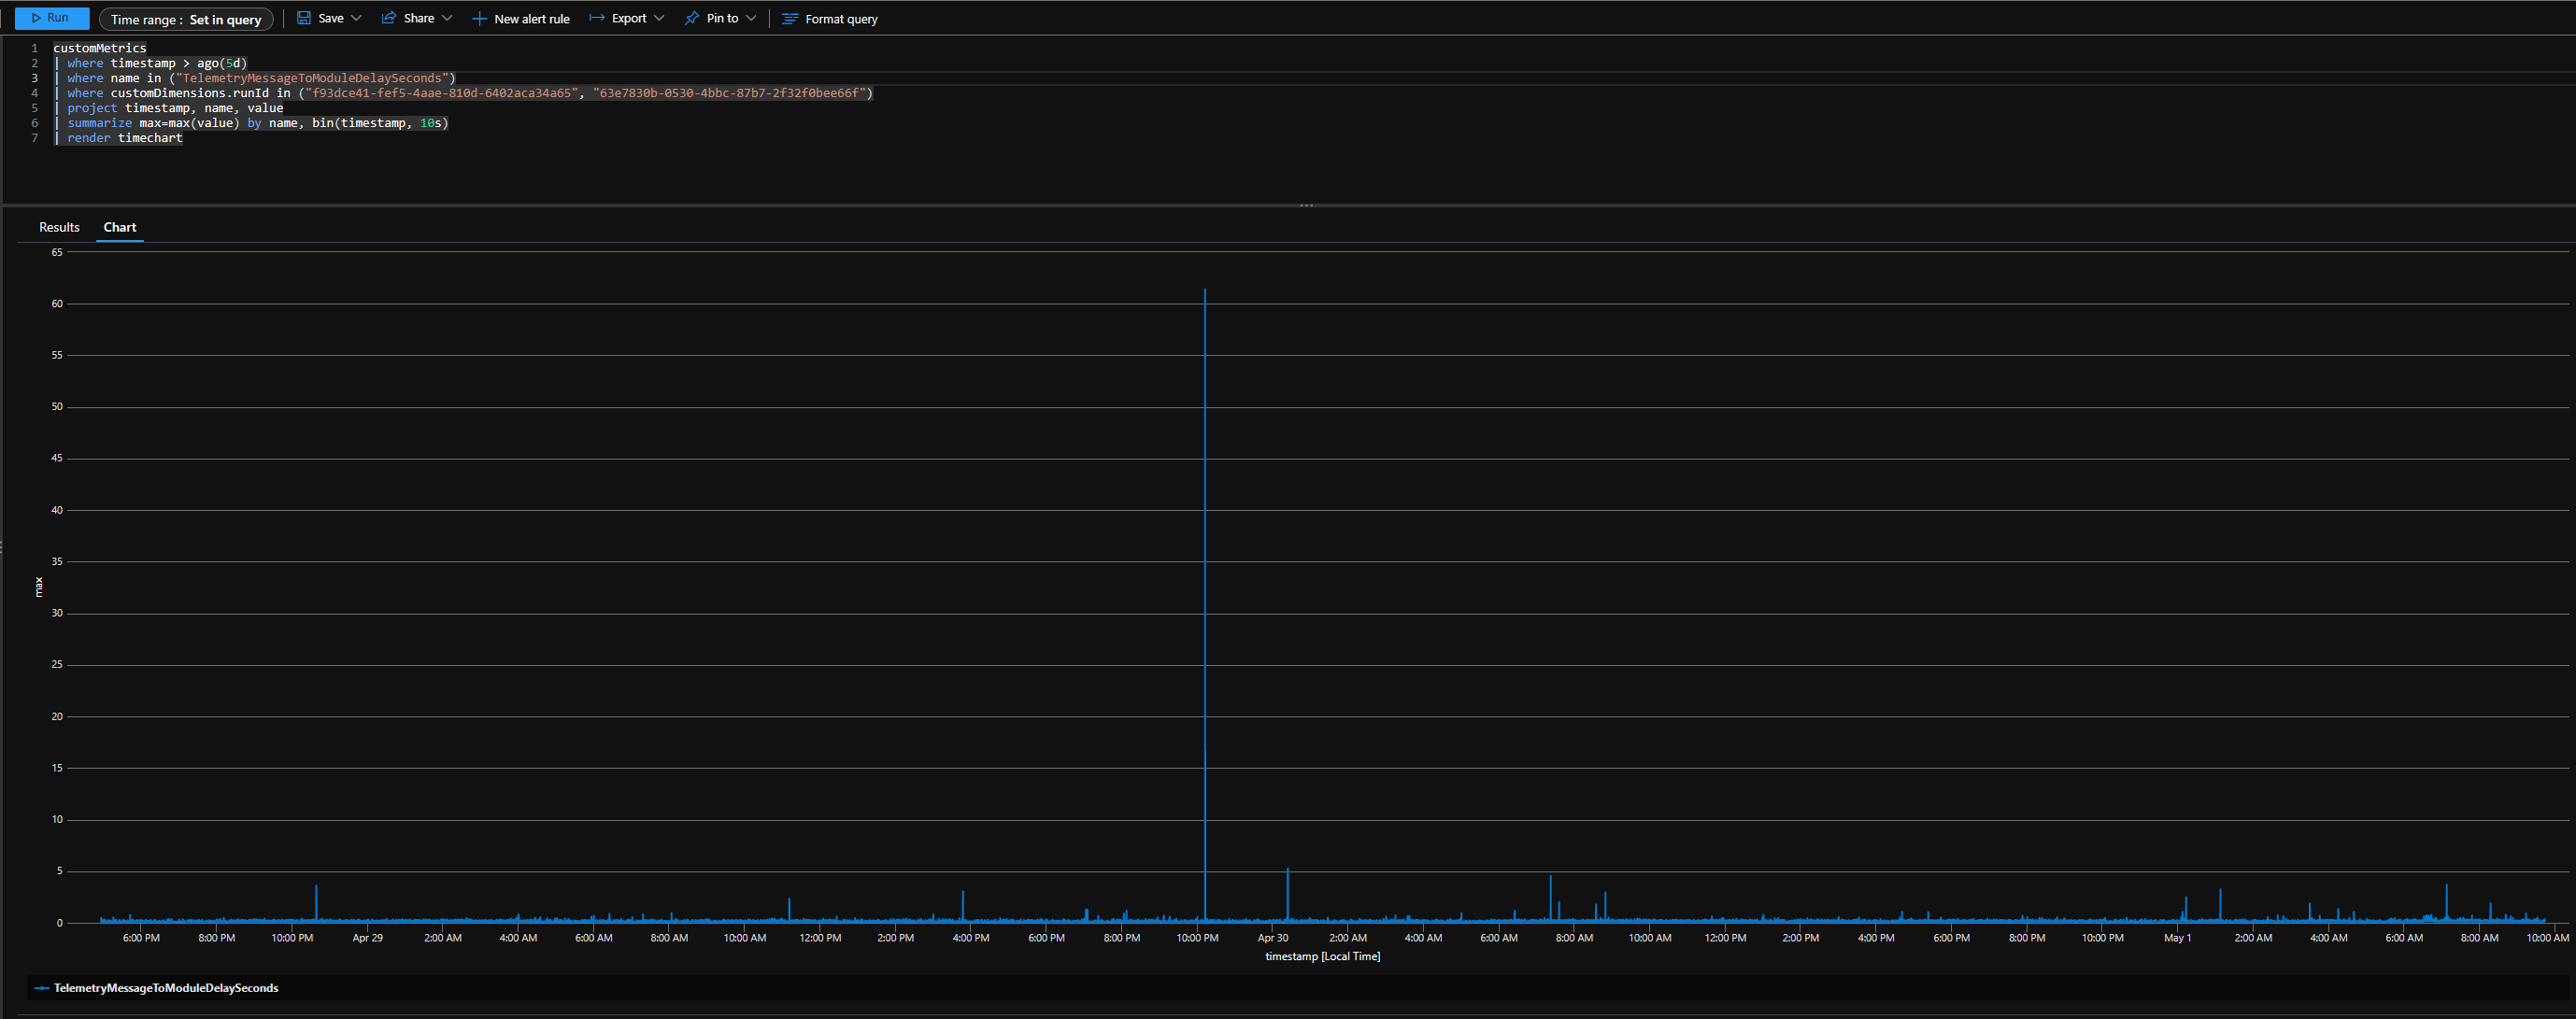 Run Time range : Set in query Save Share New alert rule Export Pin to Format query
1 customMetrics
2 | where timestamp > ago(5d)
3 | where name in ("TelemetryMessageToModuleDelaySeconds")
4 | where customDimensions.runId in ("f93dce41-fef5-4aae-810d-6402aca34a65", "63e7830b-0530-4bbc-87b7-2f32f0bee66f")
5 | project timestamp, name, value
6 | summarize max=max(value) by name, bin(timestamp, 10s)
7 | render timechart
Results Chart
65
60
55
50
45
40
35
max
30
25
20
15
10
5
0
6:00 PM 8:00 PM 10:00 PM Apr 29 2:00 AM 4:00 AM 6:00 AM 8:00 AM 10:00 AM 12:00 PM 2:00 PM 4:00 PM 6:00 PM 8:00 PM 10:00 PM Apr 30 2:00 AM 4:00 AM 6:00 AM 8:00 AM 10:00 AM 12:00 PM 2:00 PM 4:00 PM 6:00 PM 8:00 PM 10:00 PM May 1 2:00 AM 4:00 AM 6:00 AM 8:00 AM 10:00 AM
timestamp [Local Time]
TelemetryMessageToModuleDelaySeconds